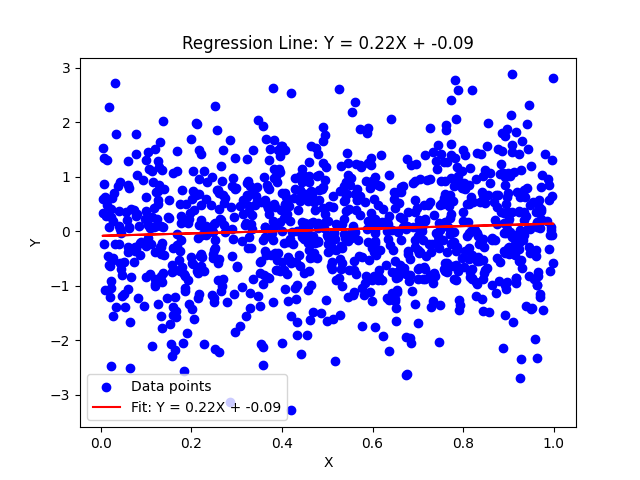 Regression Line: Y = 0.22X + -0.09
3
2
1
0
−1
−2
−3
Y
Data points
Fit: Y = 0.22X + -0.09
0.0 0.2 0.4 0.6 0.8 1.0
X